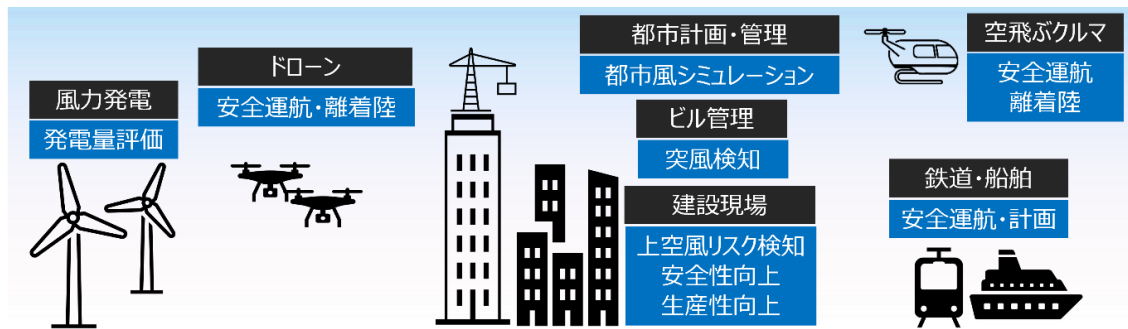 風力発電
発電量評価
ドローン
安全運航・離着陸
都市計画・管理
都市風シミュレーション
ビル管理
突風検知
建設現場
上空風リスク検知
安全性向上
生産性向上
空飛ぶクルマ
安全運航
離着陸
鉄道・船舶
安全運航・計画